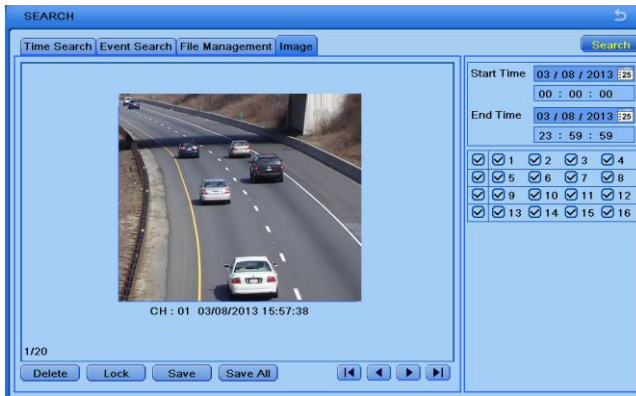 SEARCH
Time Search Event Search File Management Image
Search
Start Time 03 / 08 / 2013 25
00 : 00 : 00
End Time 03 / 08 / 2013 25
23 : 59 : 59
1 2 3 4
5 6 7 8
9 10 11 12
13 14 15 16
CH : 01 03/08/2013 15:57:38
1/20
Delete Lock Save Save All